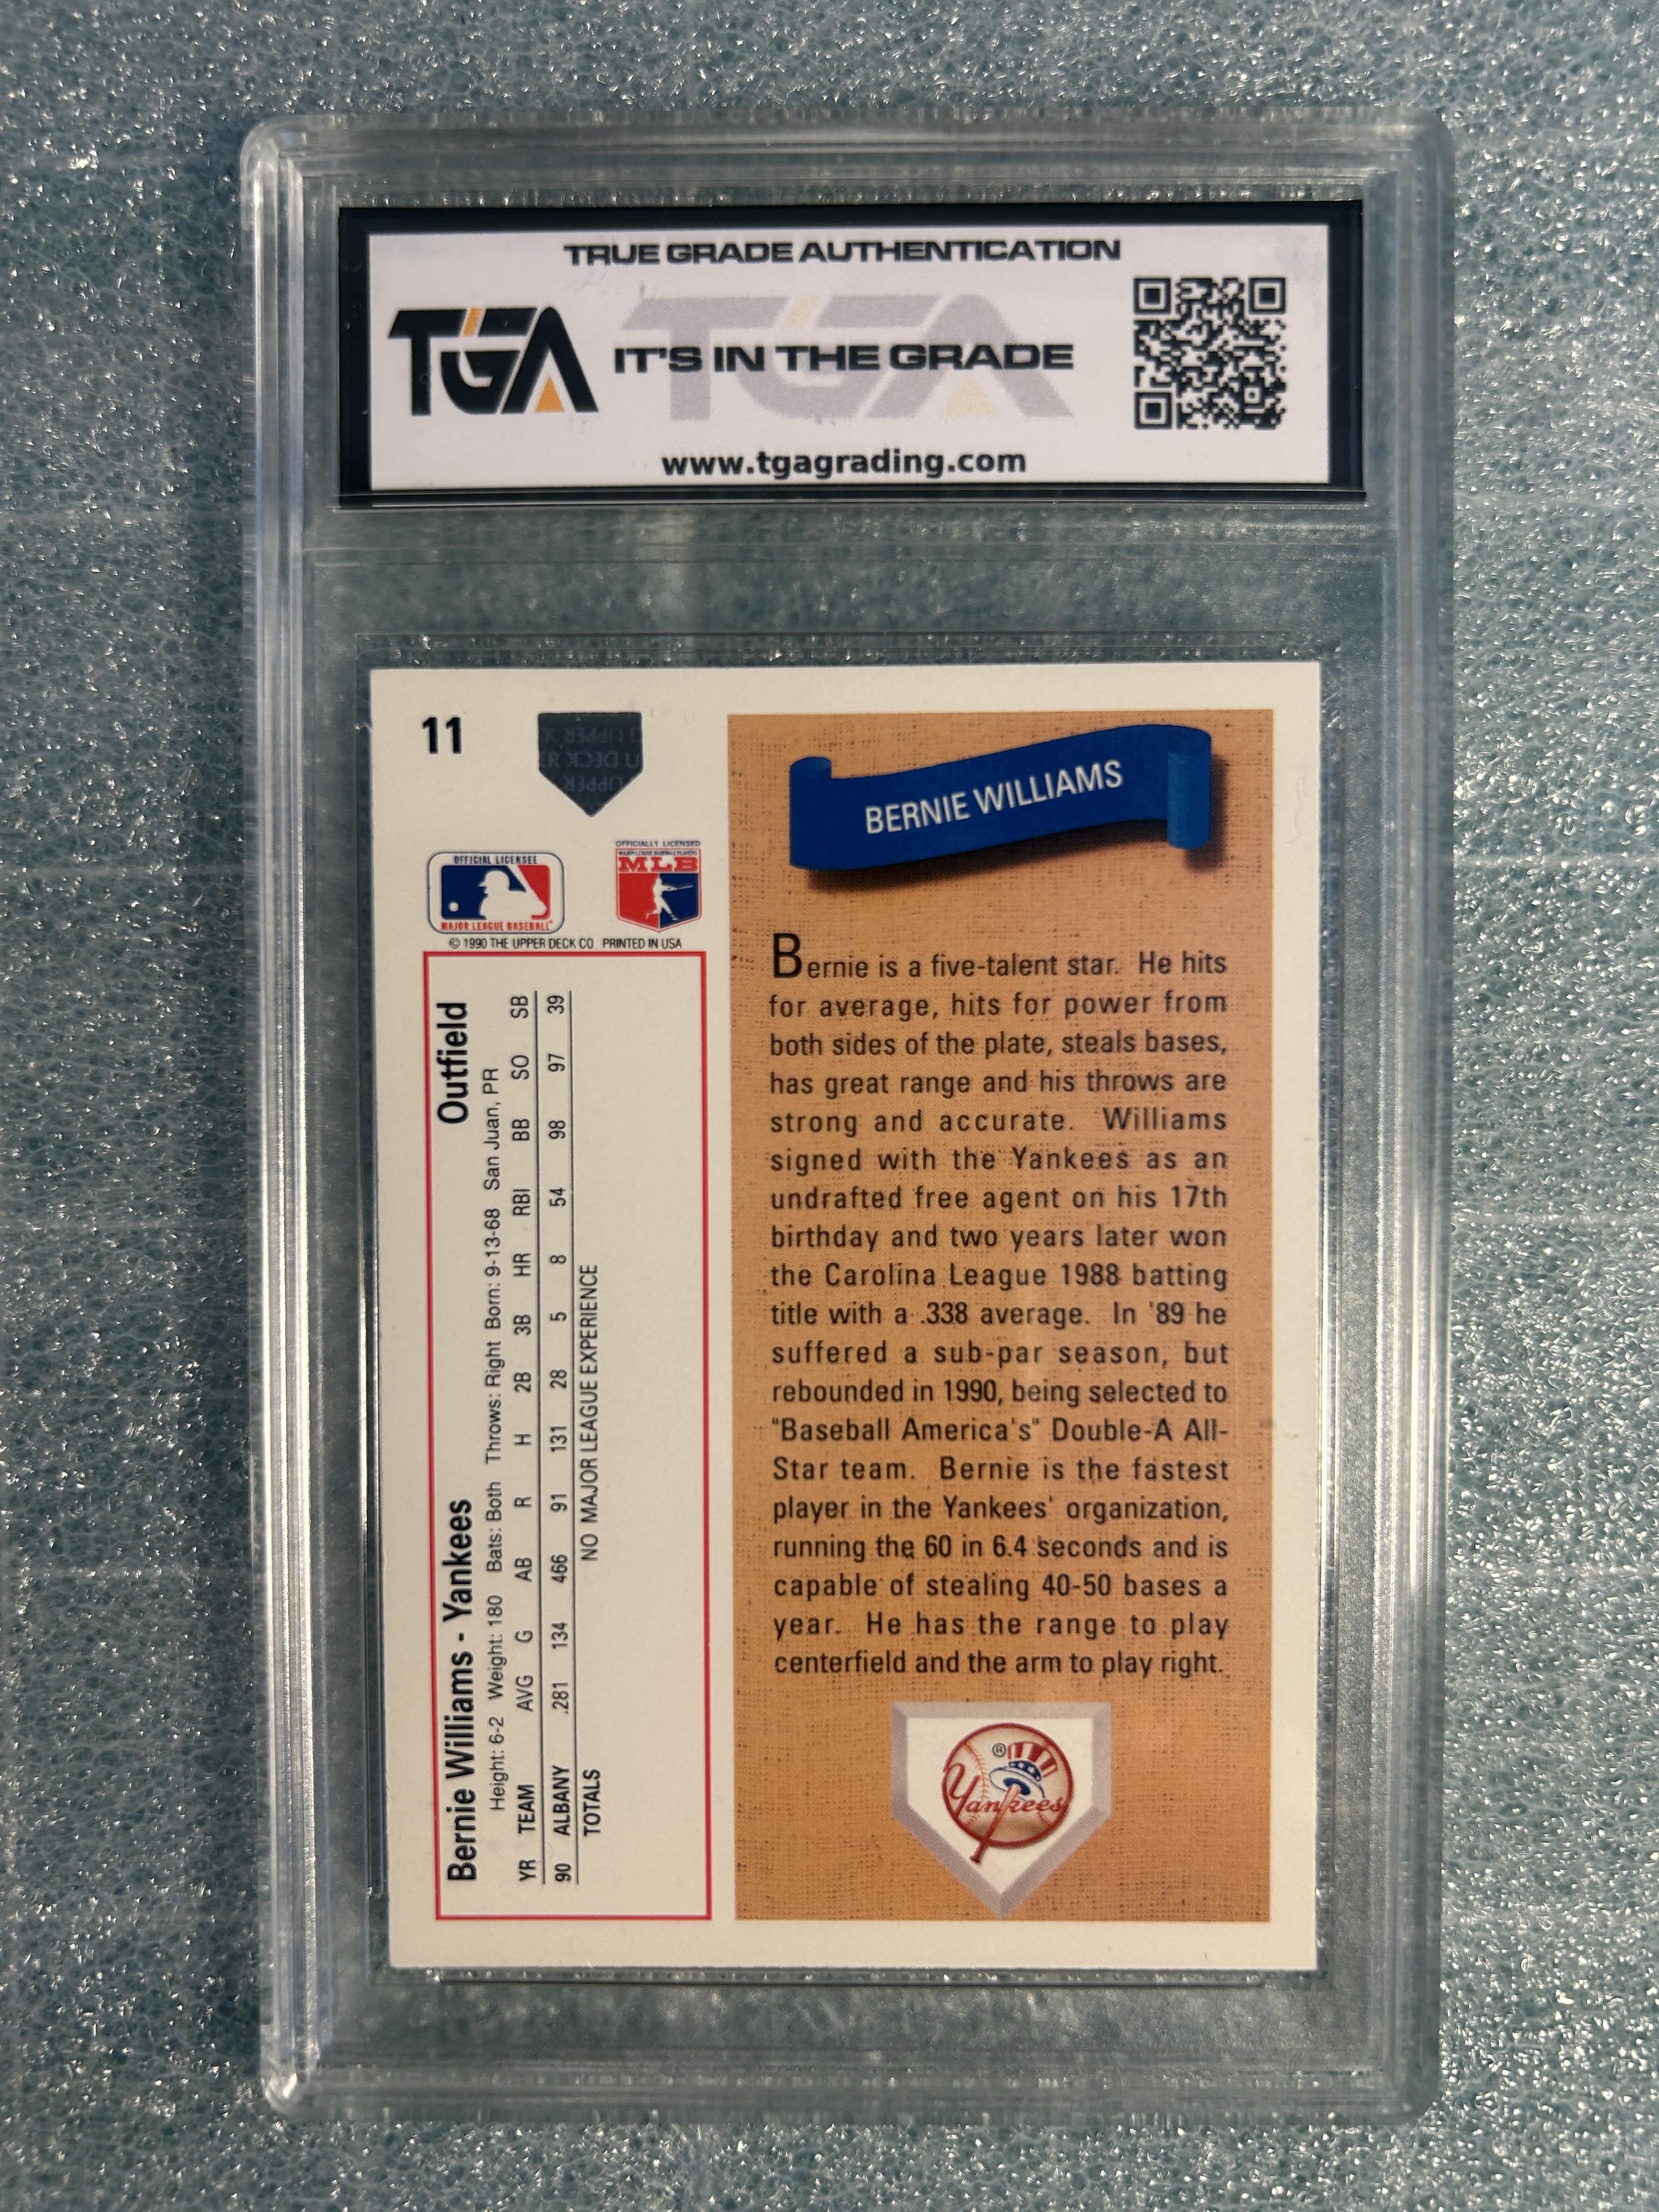 TRUE GRADE AUTHENTICATION
TGA
TGA
IT'S IN THE GRADE
www.tgagrading.com
11
OFFICIAL LICENSEE
MAJOR LEAGUE BASEBALL
OFFICIALLY LICENSED
MAJOR LEAGUE BASEBALL PLAYERS
MLB
© 1990 THE UPPER DECK CO PRINTED IN USA
Bernie Williams - Yankees Outfield
Height: 6-2 Weight: 180 Bats: Both Throws: Right Born: 9-13-68 San Juan, PR
YR TEAM AVG G AB R H 2B 3B HR RBI BB SO SB
90 ALBANY .281 134 466 91 131 28 5 8 54 98 97 39
TOTALS NO MAJOR LEAGUE EXPERIENCE
BERNIE WILLIAMS
Bernie is a five-talent star. He hits
for average, hits for power from
both sides of the plate, steals bases,
has great range and his throws are
strong and accurate. Williams
signed with the Yankees as an
undrafted free agent on his 17th
birthday and two years later won
the Carolina League 1988 batting
title with a .338 average. In '89 he
suffered a sub-par season, but
rebounded in 1990, being selected to
"Baseball America's" Double-A All-
Star team. Bernie is the fastest
player in the Yankees' organization,
running the 60 in 6.4 seconds and is
capable of stealing 40-50 bases a
year. He has the range to play
centerfield and the arm to play right.
®
Yankees